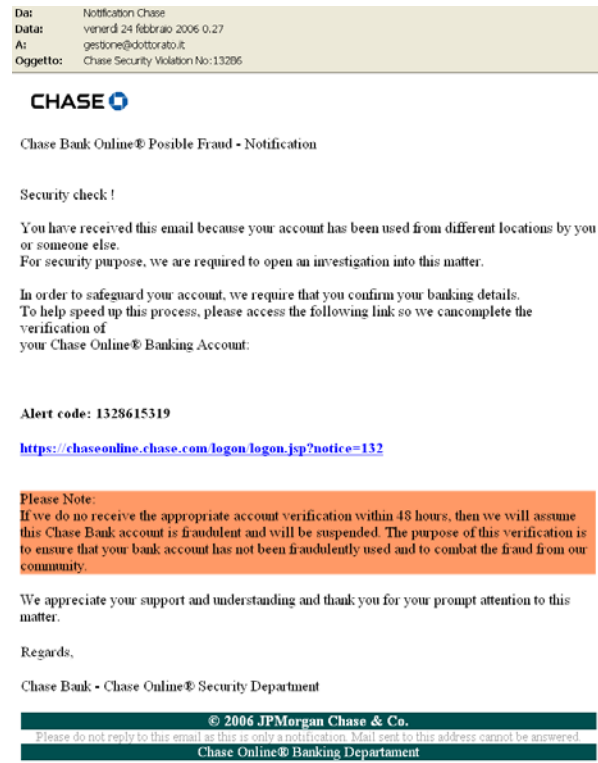 Da: Notification Chase
Data: venerdì 24 febbraio 2006 0.27
A: gestione@dottorato.it
Oggetto: Chase Security Violation No:13286
CHASE
Chase Bank Online® Posible Fraud - Notification
Security check !
You have received this email because your account has been used from different locations by you
or someone else.
For security purpose, we are required to open an investigation into this matter.
In order to safeguard your account, we require that you confirm your banking details.
To help speed up this process, please access the following link so we cancomplete the
verification of
your Chase Online® Banking Account:
Alert code: 1328615319
https://chaseonline.chase.com/logon/logon.jsp?notice=132
Please Note:
If we do no receive the appropriate account verification within 48 hours, then we will assume
this Chase Bank account is fraudulent and will be suspended. The purpose of this verification is
to ensure that your bank account has not been fraudulently used and to combat the fraud from our
community.
We appreciate your support and understanding and thank you for your prompt attention to this
matter.
Regards,
Chase Bank - Chase Online® Security Department
© 2006 JPMorgan Chase & Co.
Please do not reply to this email as this is only a notification. Mail sent to this address cannot be answered.
Chase Online® Banking Departament